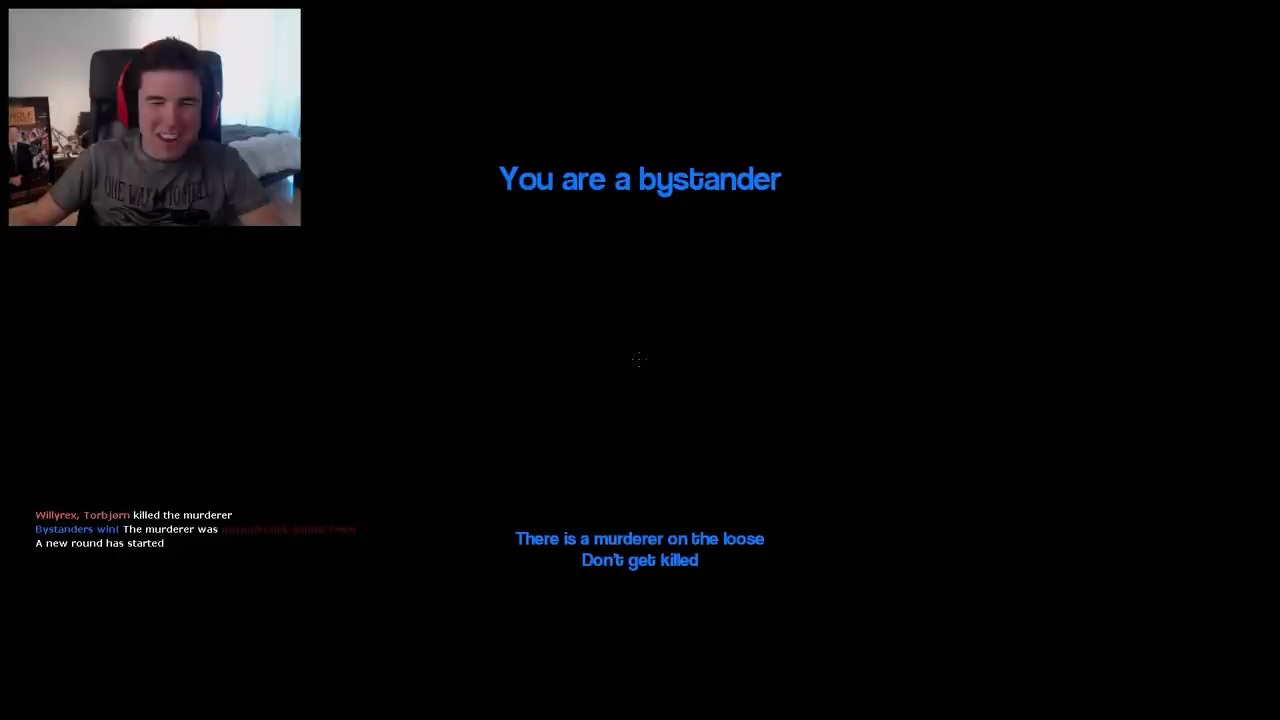 You are a bystander
Willyrex, Torbjørn killed the murderer
Bystanders win! The murderer was
A new round has started
There is a murderer on the loose
Don't get killed